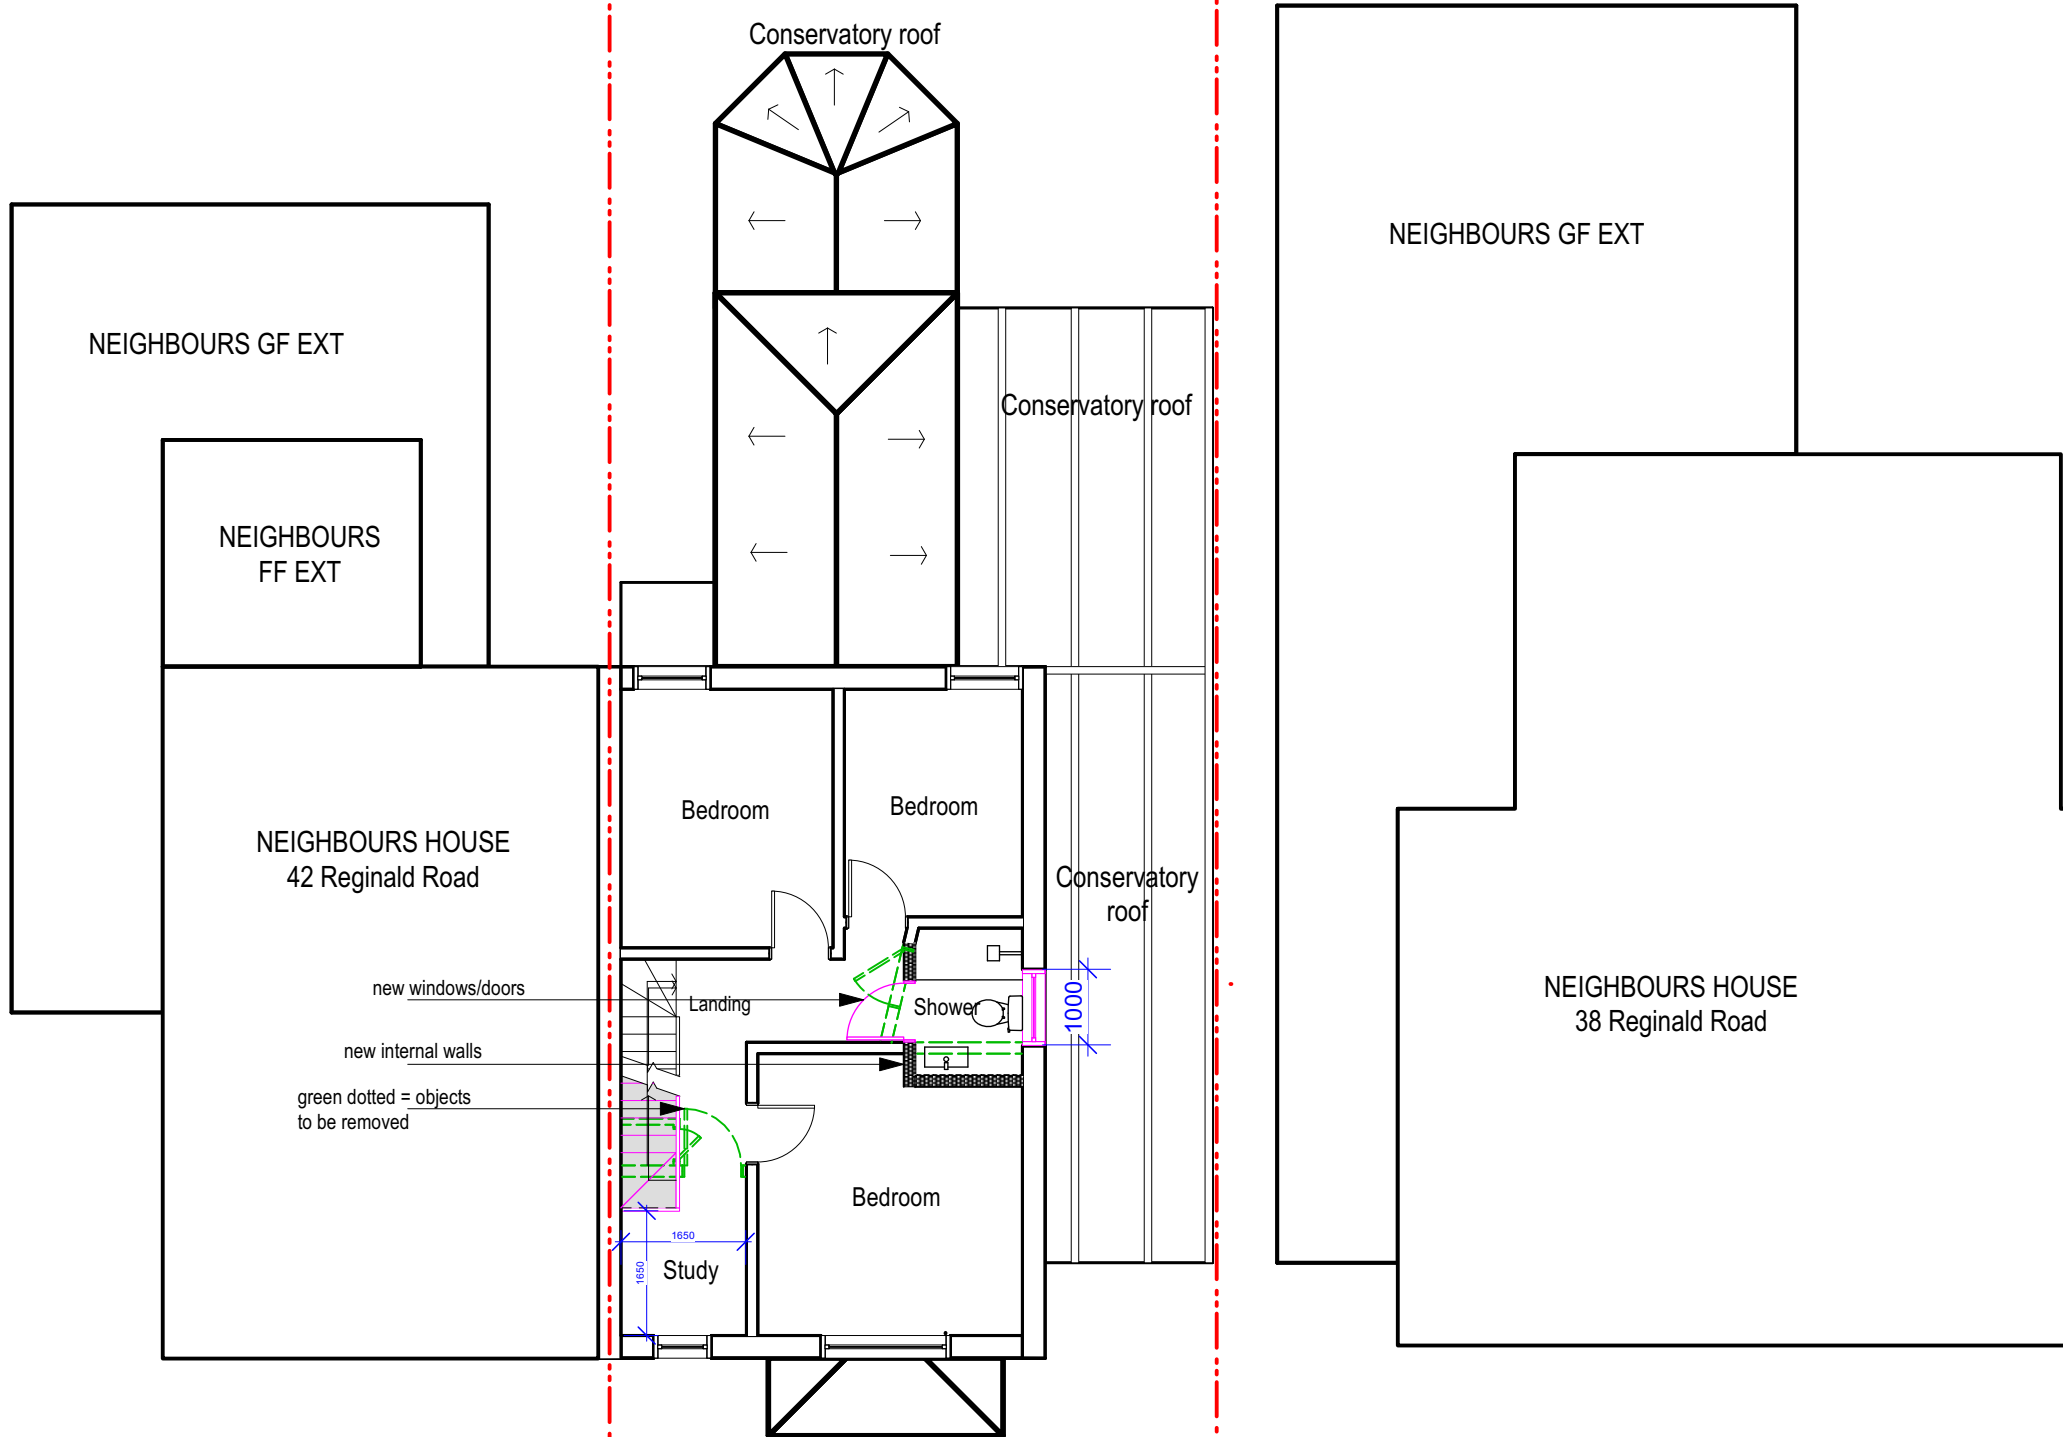 Conservatory roof
NEIGHBOURS GF EXT
NEIGHBOURS GF EXT
Conservatory roof
NEIGHBOURS
FF EXT
Bedroom
Bedroom
NEIGHBOURS HOUSE
42 Reginald Road
Conservatory
roof
new windows/doors
Landing
Shower
1000
NEIGHBOURS HOUSE
38 Reginald Road
new internal walls
green dotted = objects
to be removed
Bedroom
1650
1650
Study